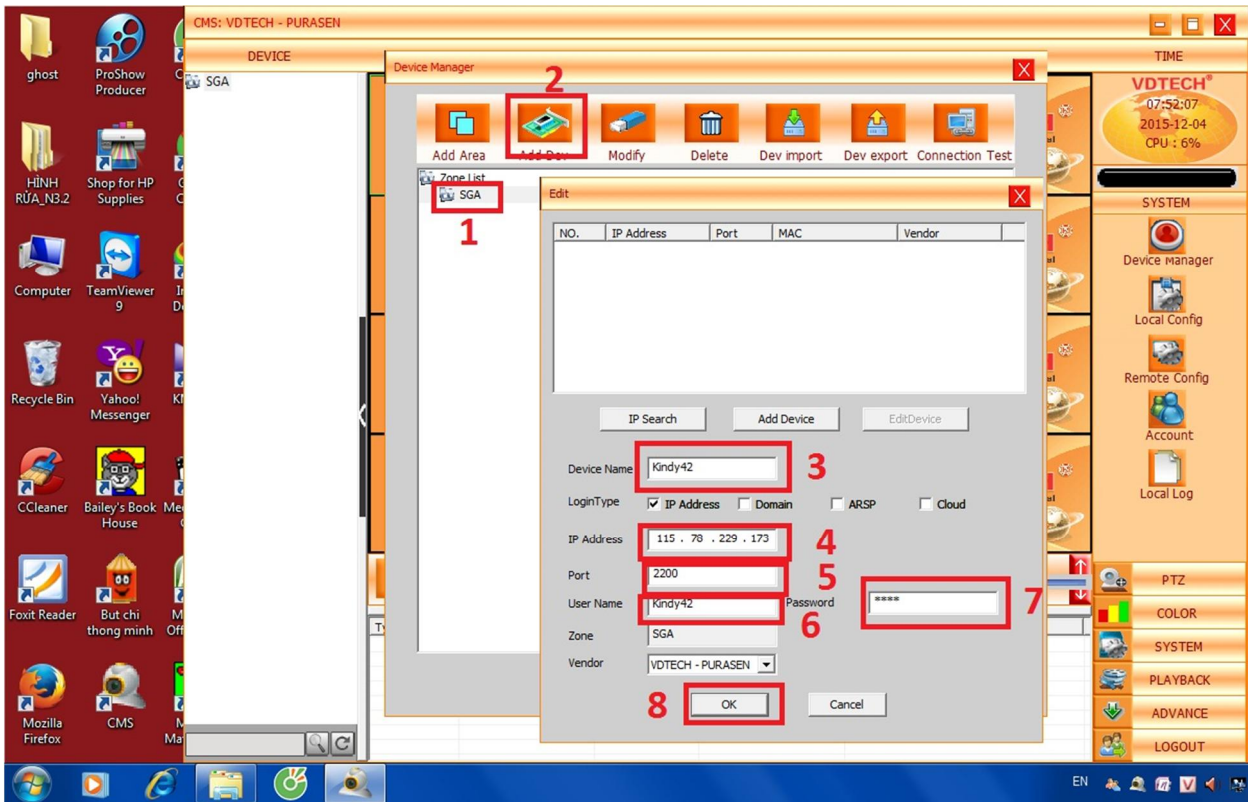 CMS: VDTECH - PURASEN
DEVICE
TIME
SGA
Device Manager
2
Add Area
Add Dev
Modify
Delete
Dev import
Dev export
Connection Test
Zone List
SGA
1
Edit
NO.
IP Address
Port
MAC
Vendor
IP Search
Add Device
EditDevice
Device Name
Kindy42
3
LoginType
IP Address
Domain
ARSP
Cloud
IP Address
115 . 78 . 229 . 173
4
Port
2200
5
User Name
Kindy42
6
Password
****
7
Zone
SGA
Vendor
VDTECH - PURASEN
8
OK
Cancel
VDTECH®
07:52:07
2015-12-04
CPU : 6%
SYSTEM
Device Manager
Local Config
Remote Config
Account
Local Log
PTZ
COLOR
SYSTEM
PLAYBACK
ADVANCE
LOGOUT
ghost
ProShow
Producer
HÌNH
RỬA_N3.2
Shop for HP
Supplies
Computer
TeamViewer
9
Recycle Bin
Yahoo!
Messenger
CCleaner
Bailey's Book
House
Foxit Reader
But chi
thong minh
Mozilla
Firefox
CMS
EN